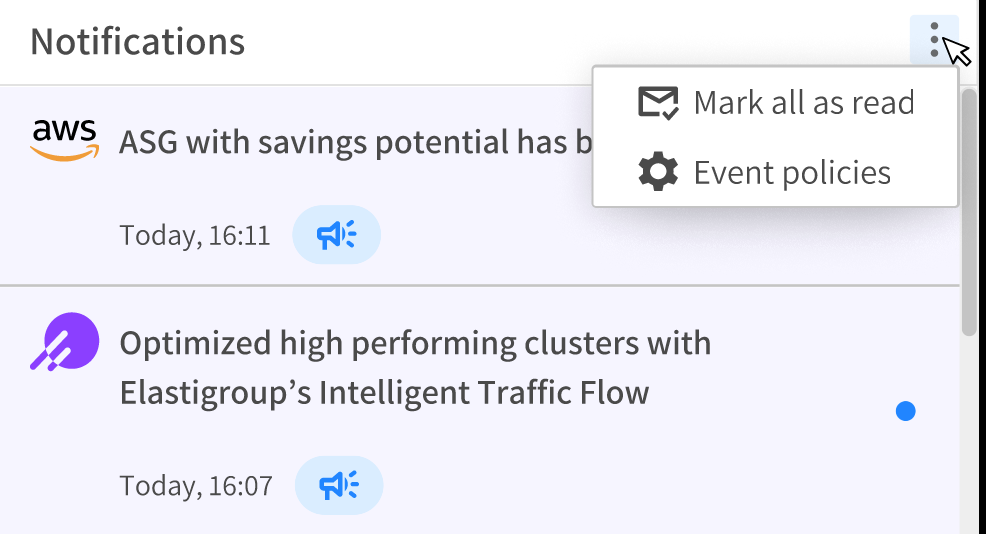 Notifications
Mark all as read
Event policies
aws
ASG with savings potential has
Today, 16:11
Optimized high performing clusters with
Elastigroup’s Intelligent Traffic Flow
Today, 16:07